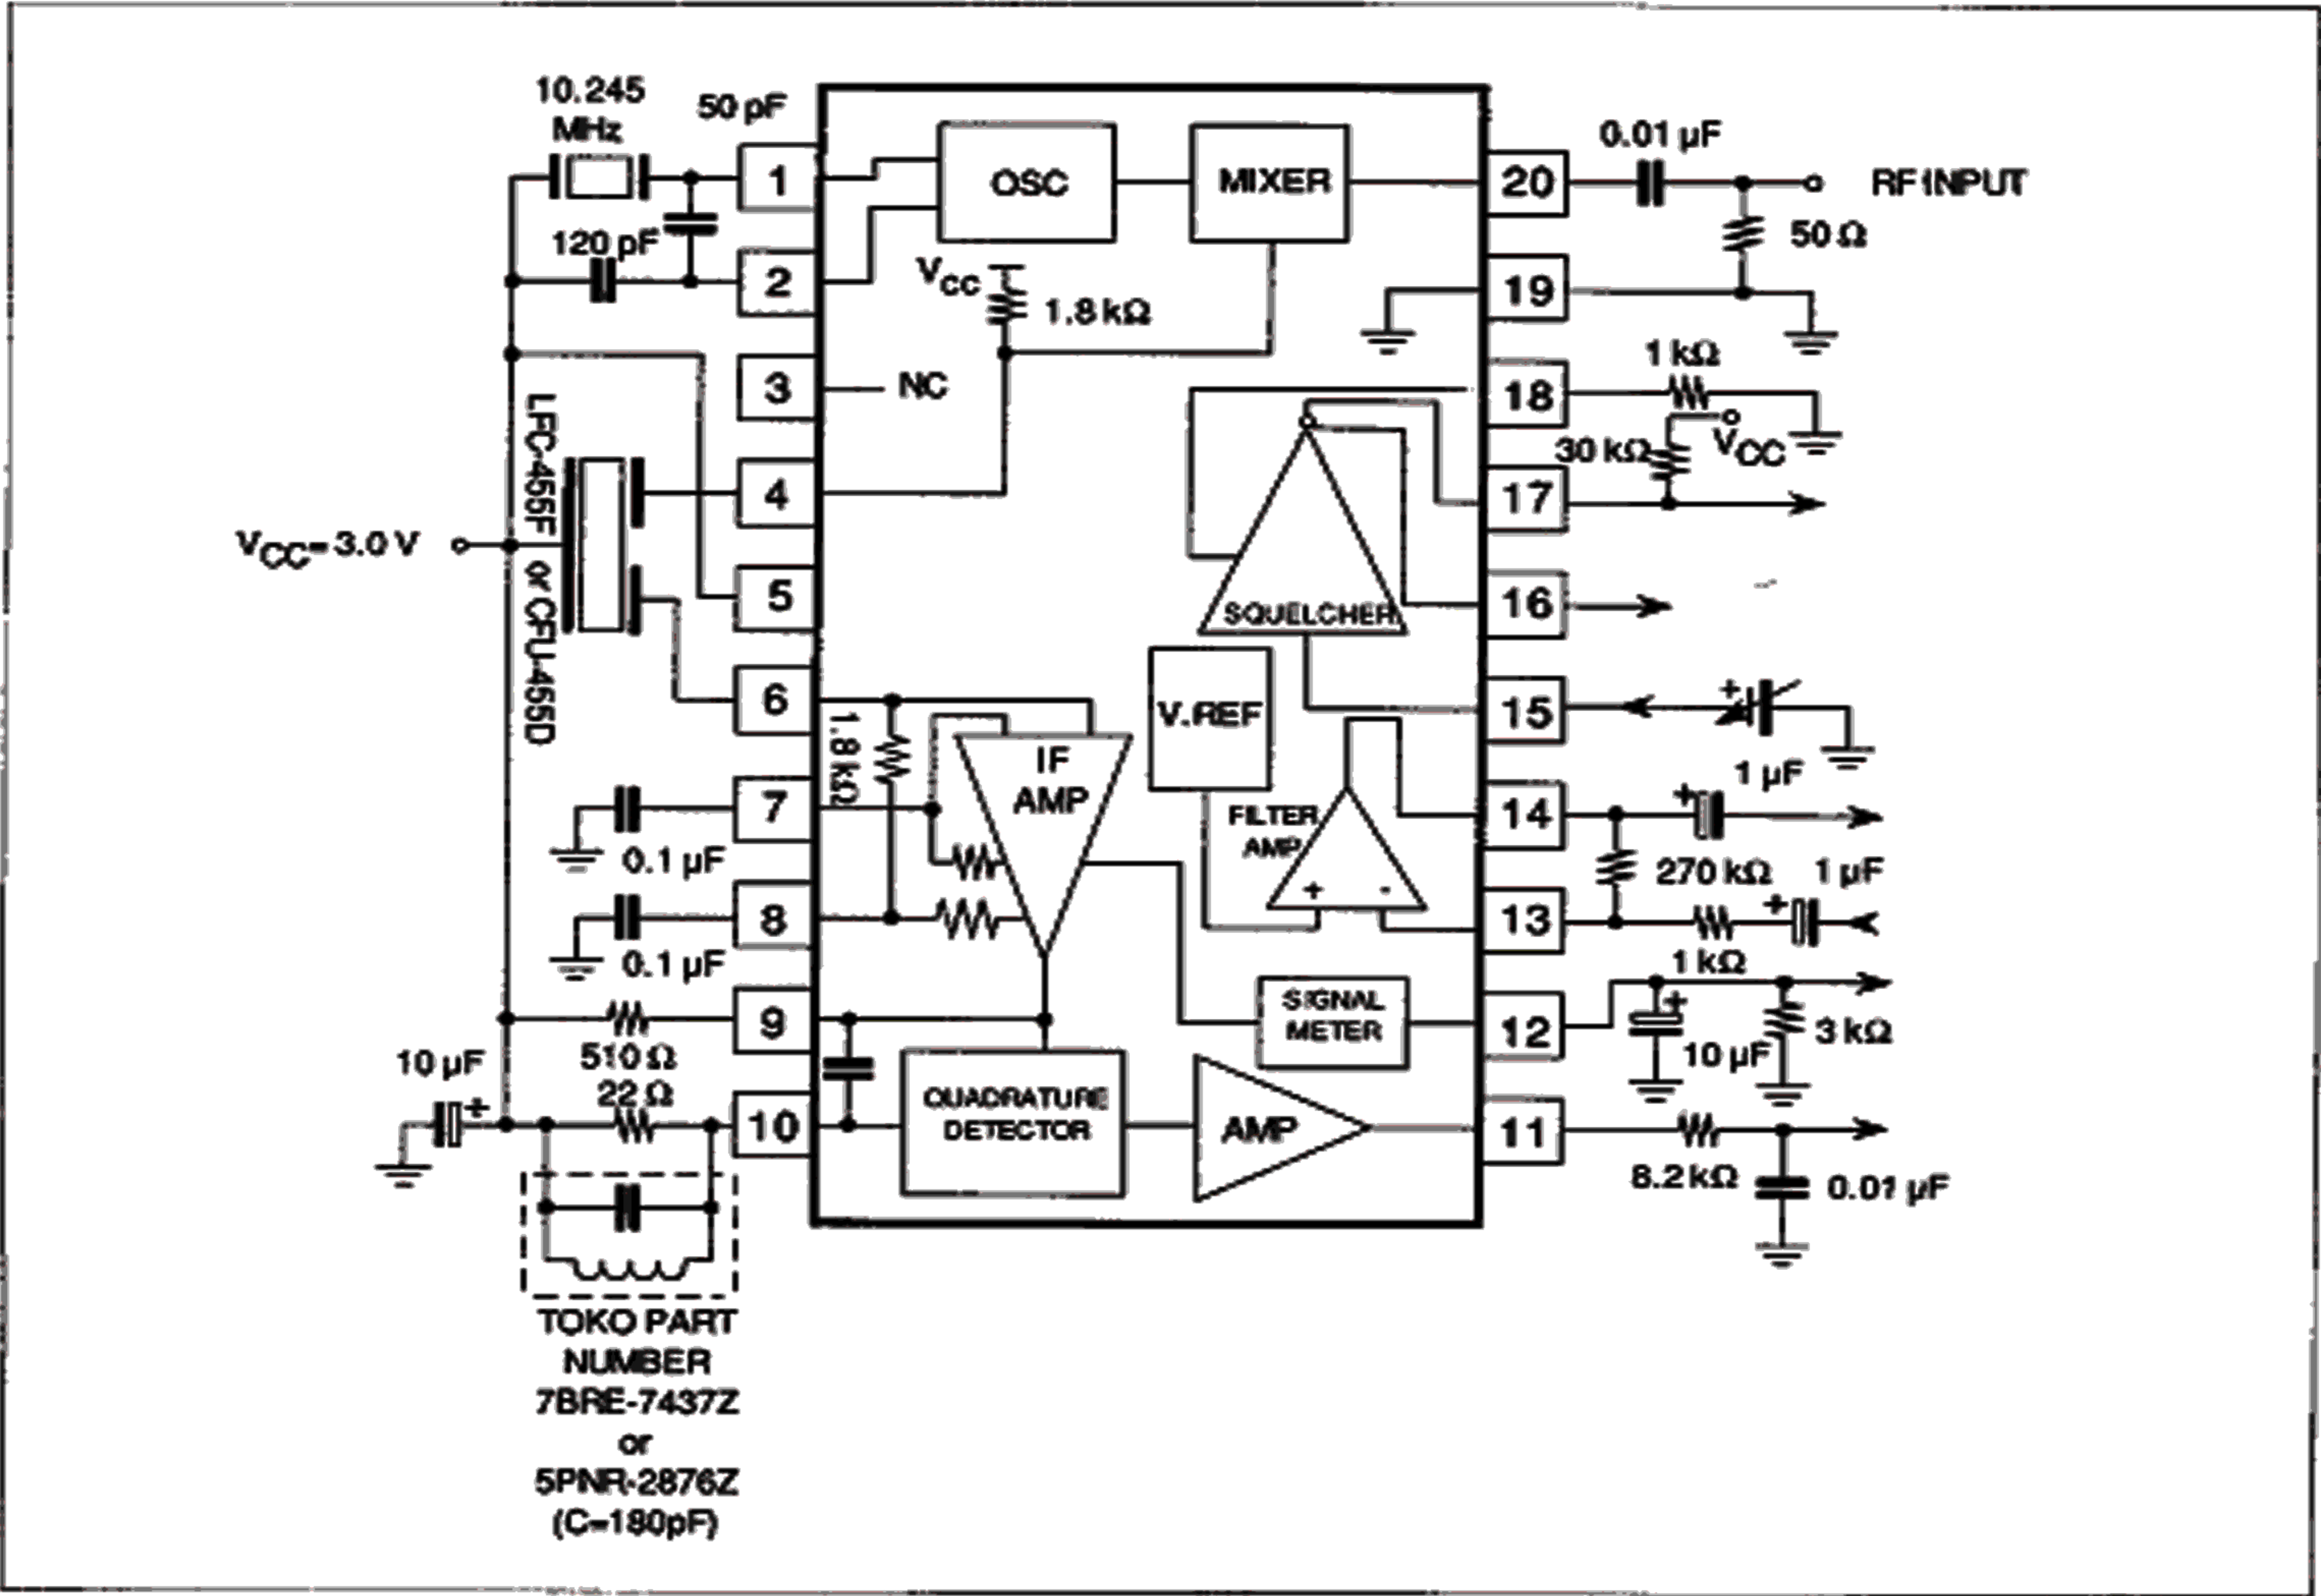 10.245
MHz
50 pF
120 pF
LFC-455F or CFU-455D
VCC=3.0 V
0.1 µF
0.1 µF
510 Ω
22 Ω
10 µF
TOKO PART
NUMBER
7BRE-7437Z
or
5PNR-2876Z
(C=180pF)
1
2
3
4
5
6
7
8
9
10
OSC
MIXER
VCC
1.8 kΩ
NC
SQUELCHER
V.REF
1.8 kΩ
IF
AMP
FILTER
AMP
+ -
SIGNAL
METER
QUADRATURE
DETECTOR
AMP
20
19
18
17
16
15
14
13
12
11
0.01 µF
RF INPUT
50 Ω
1 kΩ
VCC
30 kΩ
+
1 µF
+
270 kΩ
1 µF
+
1 kΩ
+
10 µF
3 kΩ
8.2 kΩ
0.01 µF
+